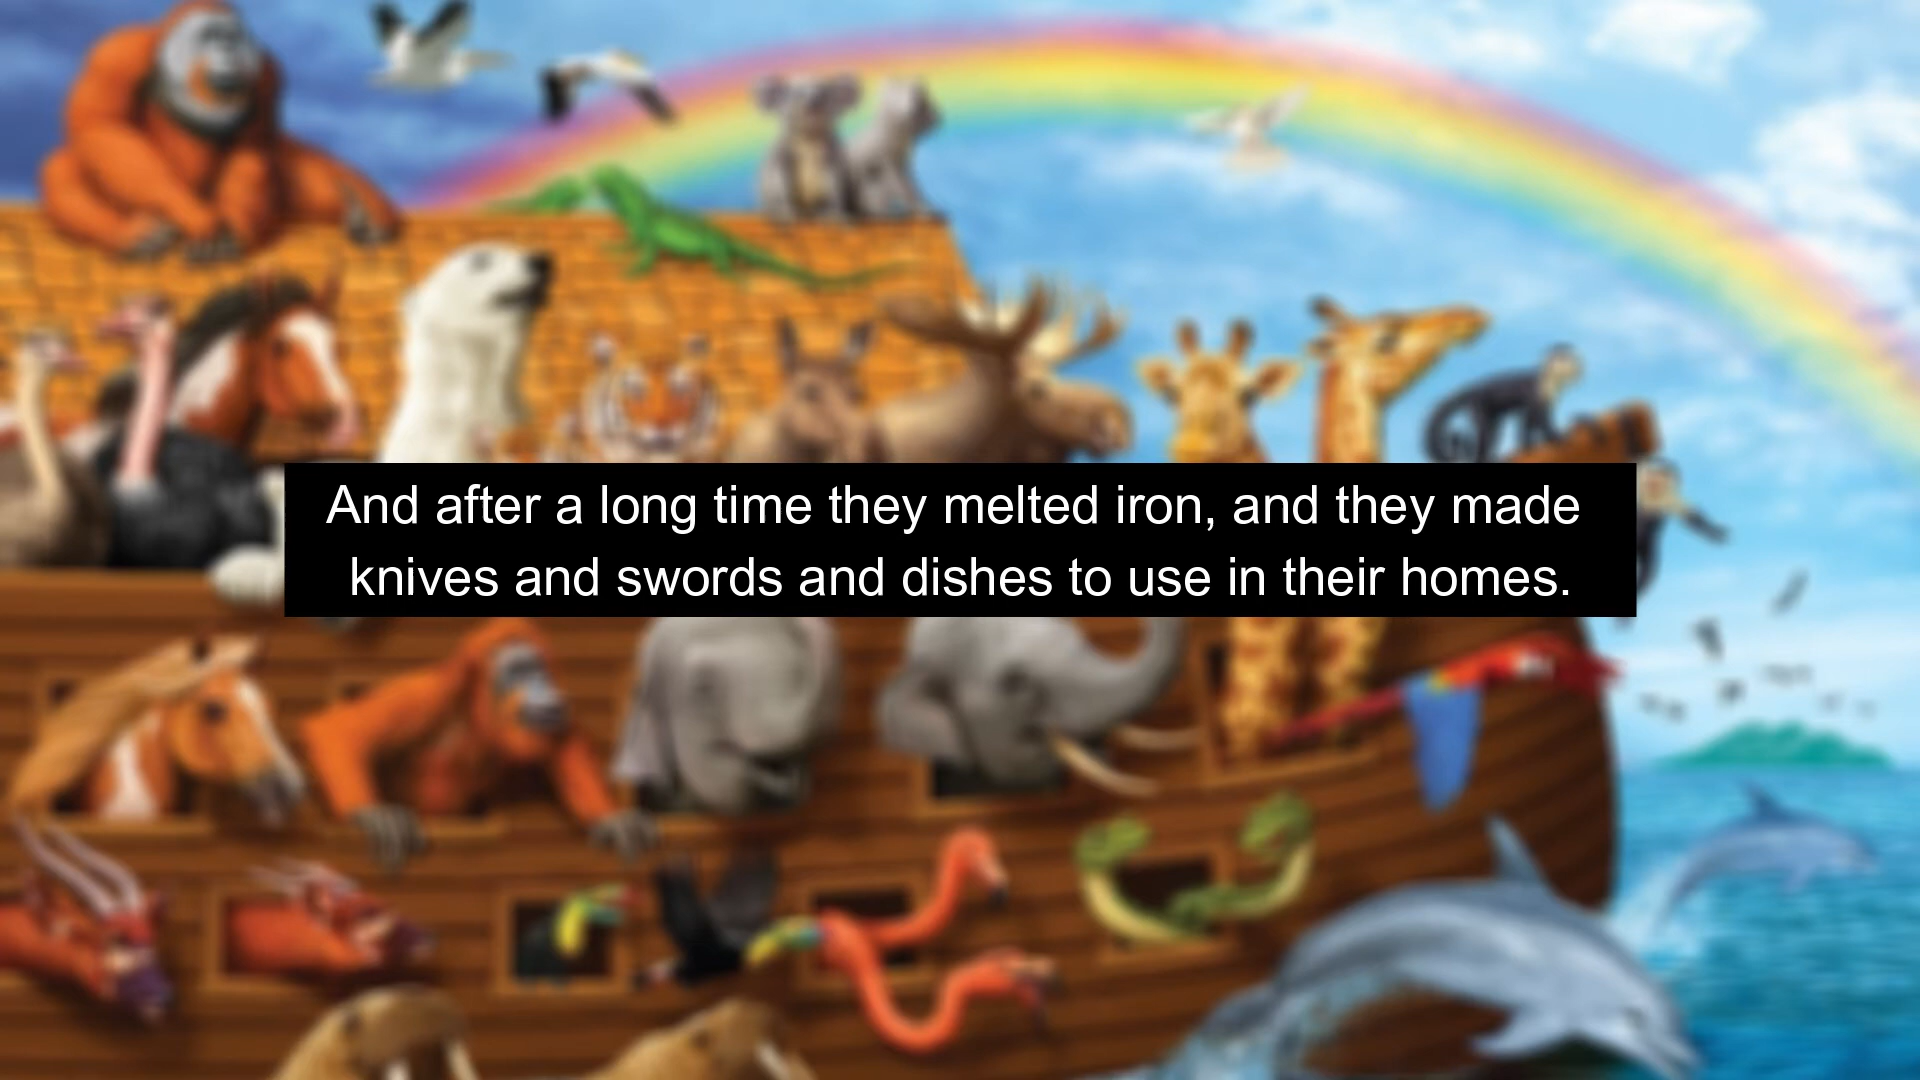 And after a long time they melted iron, and they made
knives and swords and dishes to use in their homes.